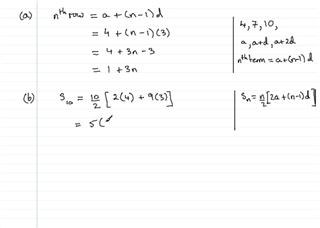 (a) nth row = a + (n-1)d
= 4 + (n-1)(3)
= 4 + 3n - 3
= 1 + 3n
4, 7, 10,
a, a+d, a+2d
nth term = a+(n-1)d
(b) S10 = 10/2 [2(4) + 9(3)]
= 5(
Sn = n/2 [2a+(n-1)d]